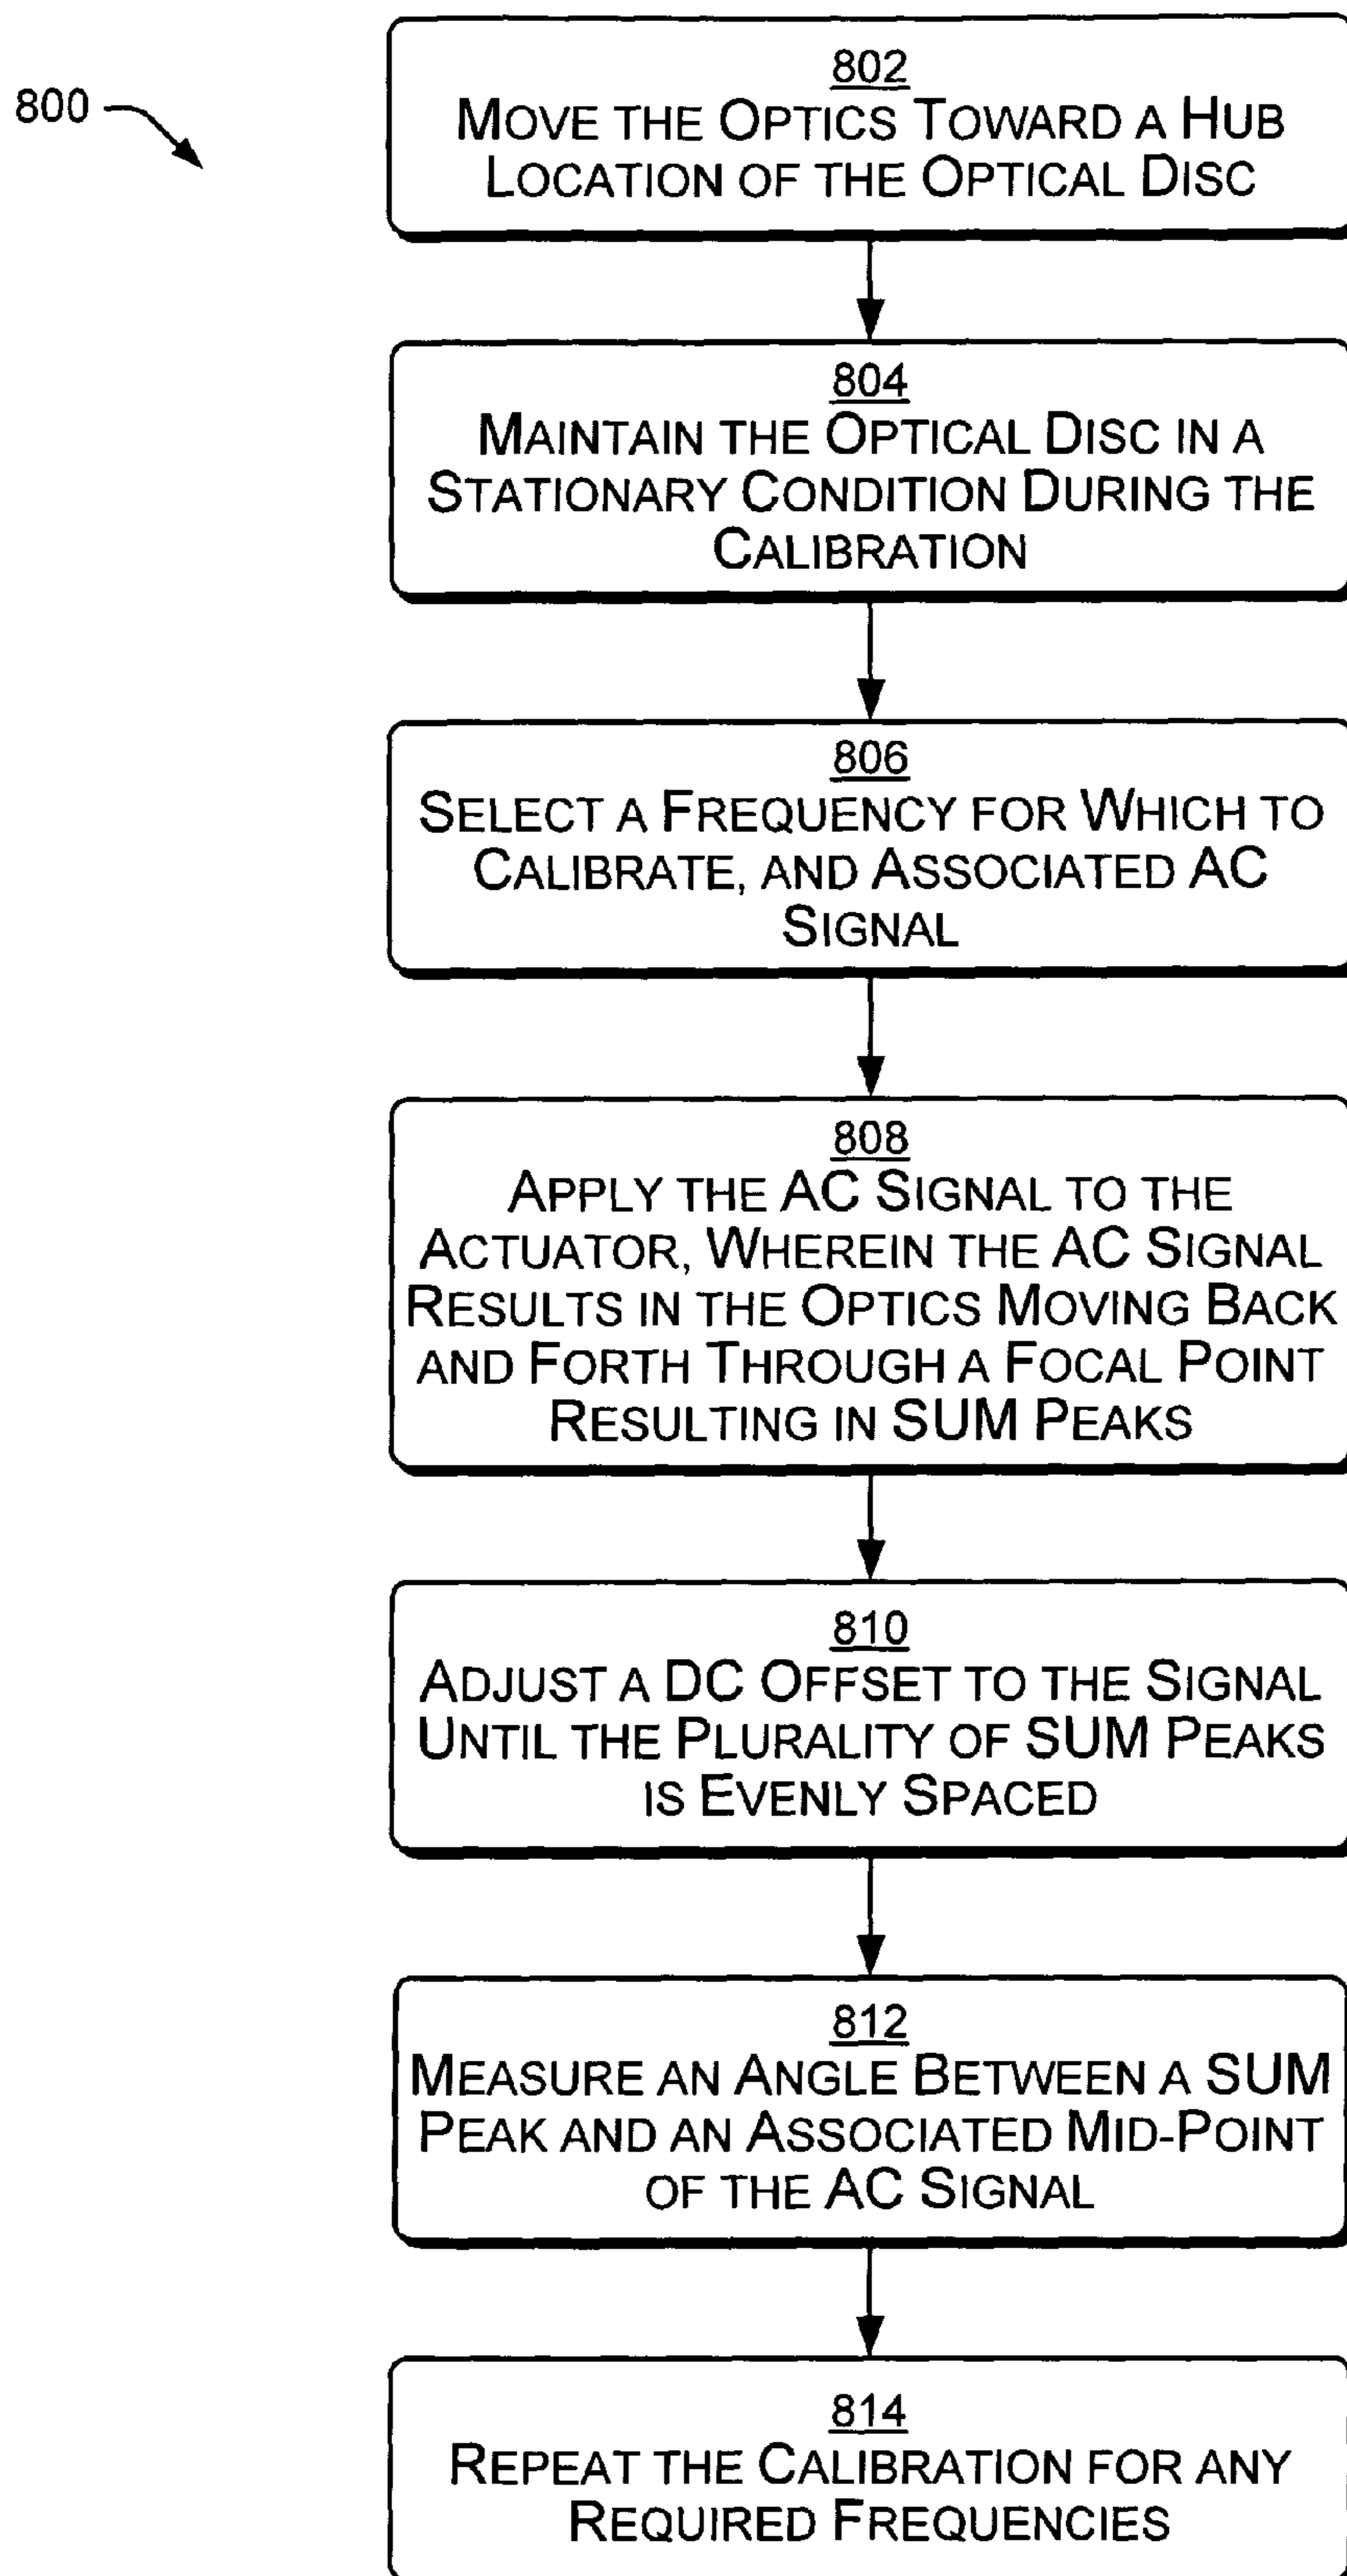 800
802
MOVE THE OPTICS TOWARD A HUB
LOCATION OF THE OPTICAL DISC
804
MAINTAIN THE OPTICAL DISC IN A
STATIONARY CONDITION DURING THE
CALIBRATION
806
SELECT A FREQUENCY FOR WHICH TO
CALIBRATE, AND ASSOCIATED AC
SIGNAL
808
APPLY THE AC SIGNAL TO THE
ACTUATOR, WHEREIN THE AC SIGNAL
RESULTS IN THE OPTICS MOVING BACK
AND FORTH THROUGH A FOCAL POINT
RESULTING IN SUM PEAKS
810
ADJUST A DC OFFSET TO THE SIGNAL
UNTIL THE PLURALITY OF SUM PEAKS
IS EVENLY SPACED
812
MEASURE AN ANGLE BETWEEN A SUM
PEAK AND AN ASSOCIATED MID-POINT
OF THE AC SIGNAL
814
REPEAT THE CALIBRATION FOR ANY
REQUIRED FREQUENCIES